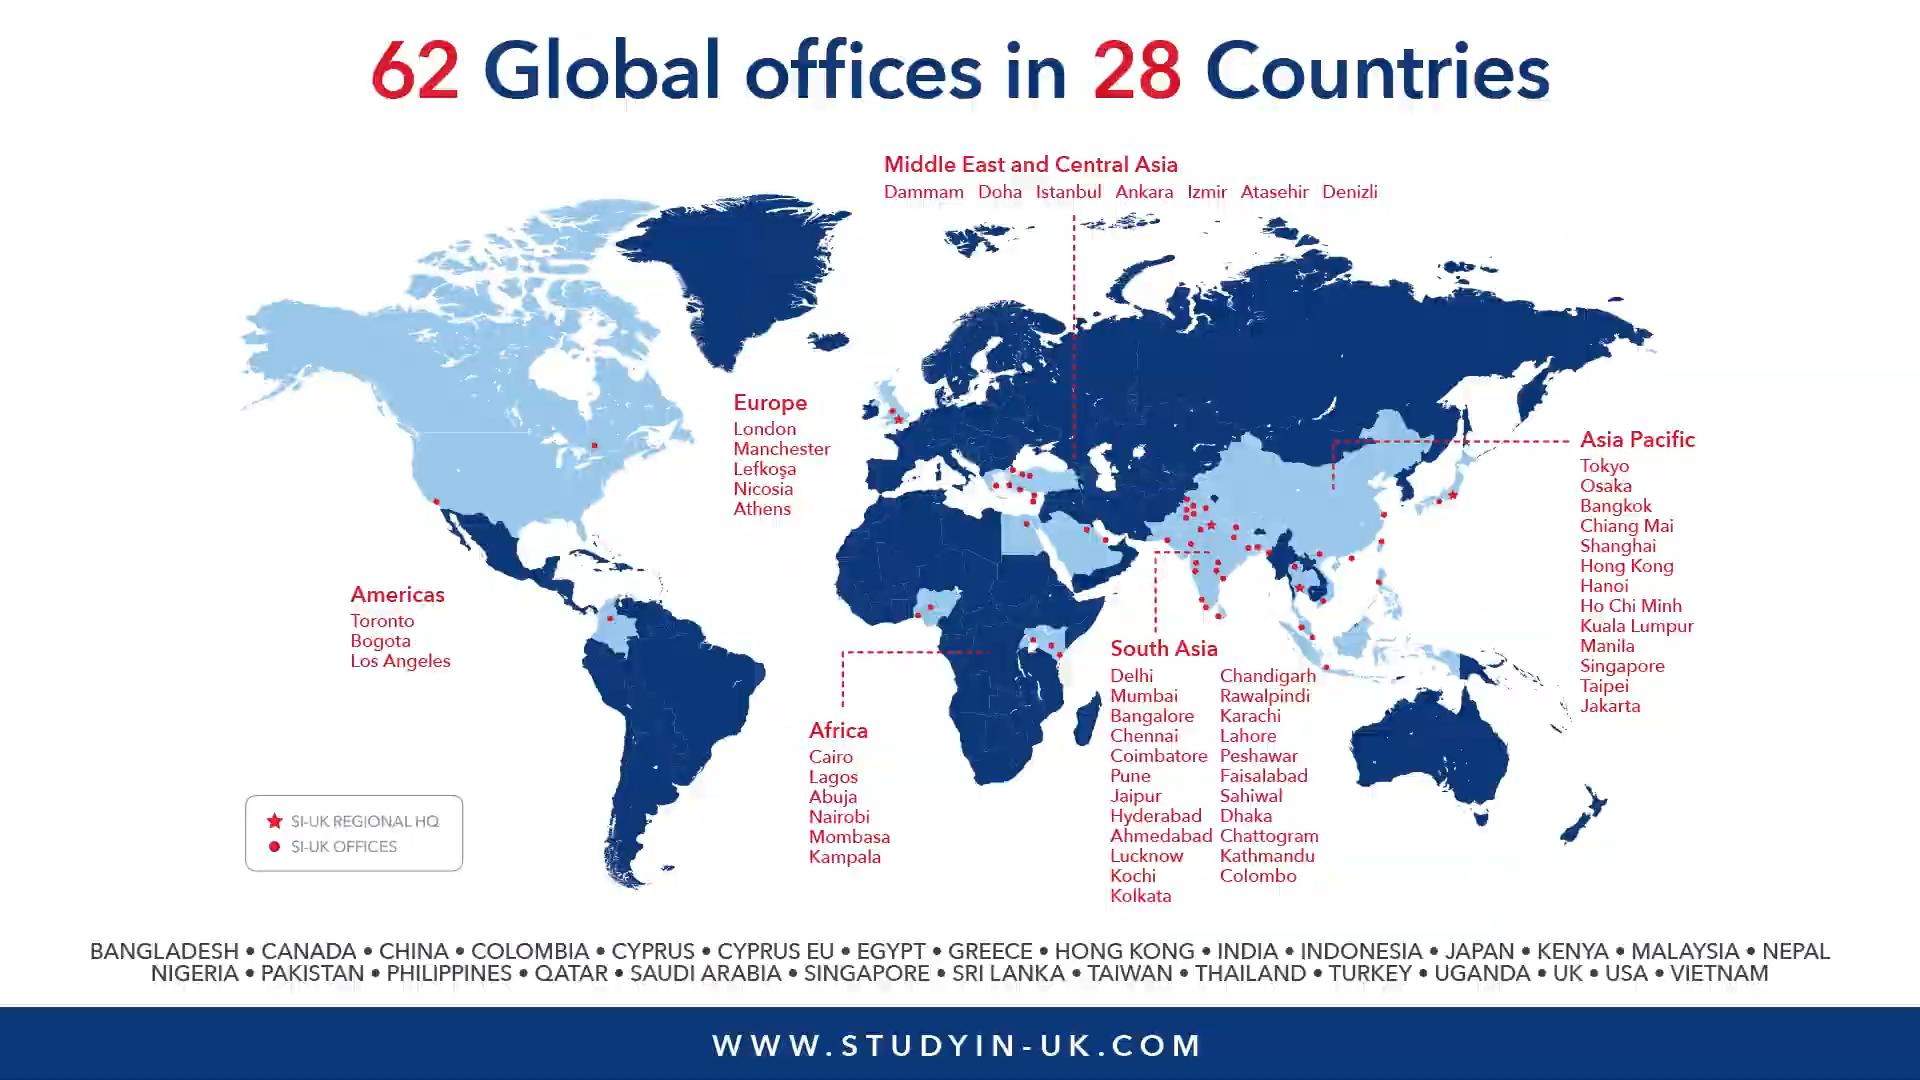 62 Global offices in 28 Countries
Middle East and Central Asia
Dammam Doha Istanbul Ankara Izmir Atasehir Denizli
Europe
London
Manchester
Lefkoşa
Nicosia
Athens
Asia Pacific
Tokyo
Osaka
Bangkok
Chiang Mai
Shanghai
Hong Kong
Hanoi
Ho Chi Minh
Kuala Lumpur
Manila
Singapore
Taipei
Jakarta
Americas
Toronto
Bogota
Los Angeles
South Asia
Delhi
Mumbai
Bangalore
Chennai
Coimbatore
Pune
Jaipur
Hyderabad
Ahmedabad
Lucknow
Kochi
Kolkata
Chandigarh
Rawalpindi
Karachi
Lahore
Peshawar
Faisalabad
Sahiwal
Dhaka
Chattogram
Kathmandu
Colombo
Africa
Cairo
Lagos
Abuja
Nairobi
Mombasa
Kampala
SI-UK REGIONAL HQ
SI-UK OFFICES
BANGLADESH • CANADA • CHINA • COLOMBIA • CYPRUS • CYPRUS EU • EGYPT • GREECE • HONG KONG • INDIA • INDONESIA • JAPAN • KENYA • MALAYSIA • NEPAL
NIGERIA • PAKISTAN • PHILIPPINES • QATAR • SAUDI ARABIA • SINGAPORE • SRI LANKA • TAIWAN • THAILAND • TURKEY • UGANDA • UK • USA • VIETNAM
WWW.STUDYIN-UK.COM